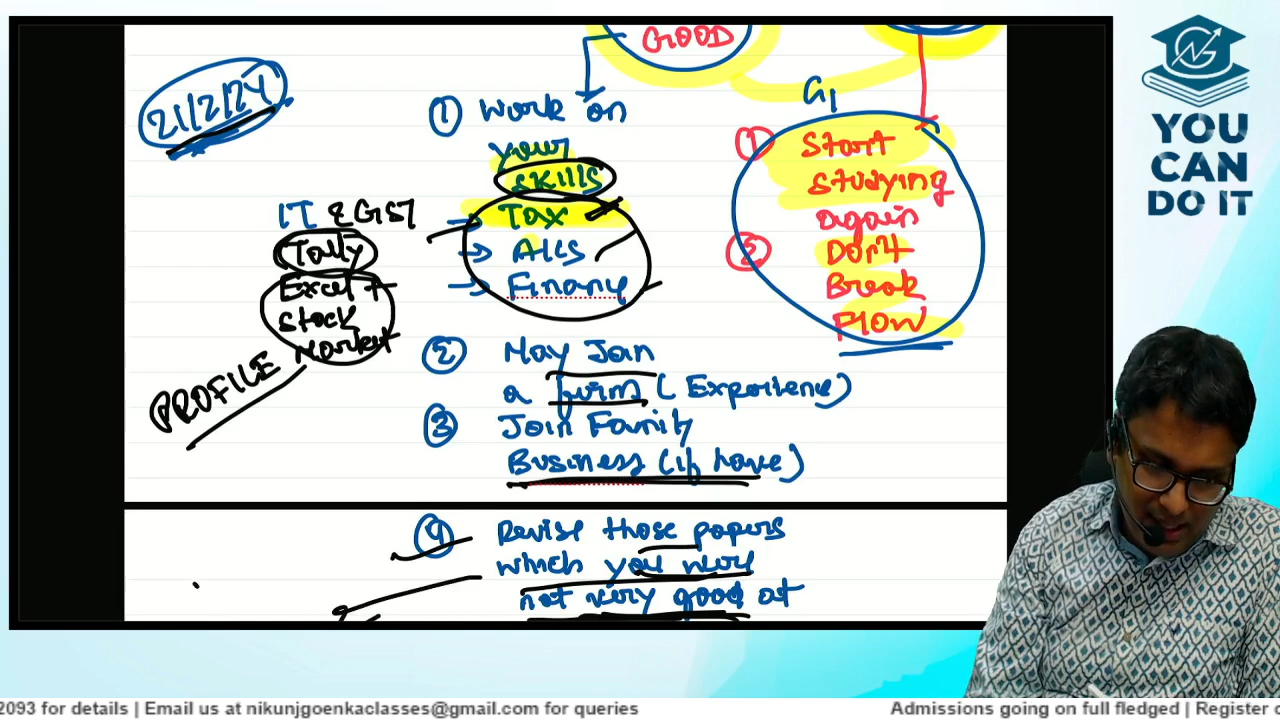 GOOD
21/2/24
① Work on
your
SKILLS
Tax
A/CS
Finance
IT & GST
Tally
Excel +
Stock
Market
PROFILE
② May Join
a firm (Experience)
③ Join Family
Business (if have)
④ Revise those papers
which you were
not very good at
G1
① Start
Studying
again
② Don't
Break
Flow
NG
YOU
CAN
DO IT
2093 for details | Email us at nikunjgoenkaclasses@gmail.com for queries
Admissions going on full fledged | Register